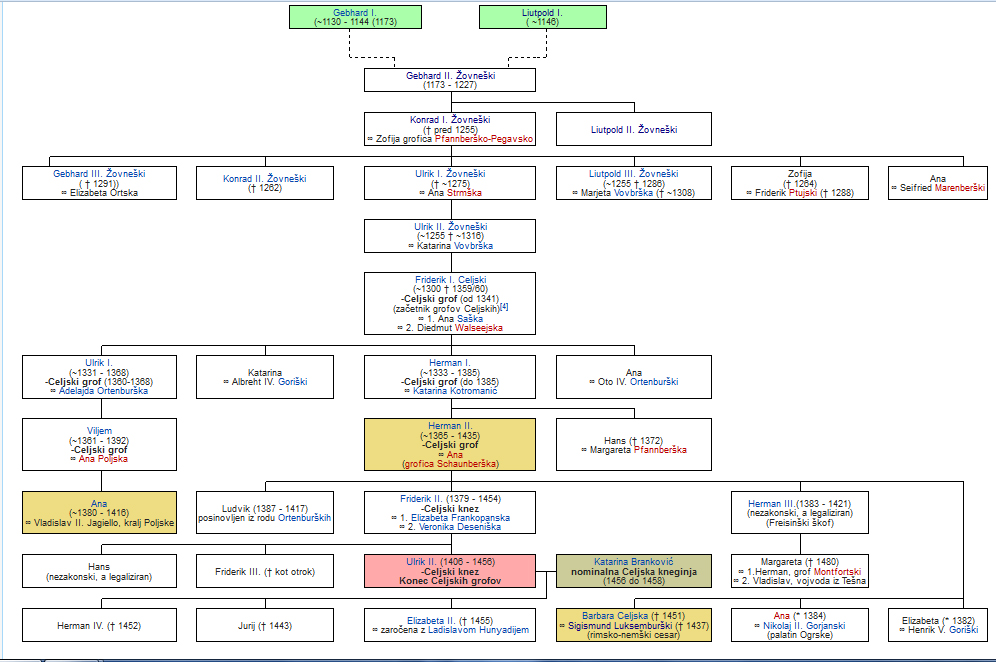 Gebhard I.
(~1130 - 1144 (1173)
Liutpold I.
( ~1146)
Gebhard II. Žovneški
(1173 - 1227)
Konrad I. Žovneški
(† pred 1255)
∞ Zofija grofica Pfannberško-Pegavsko
Liutpold II. Žovneški
Gebhard III. Žovneški
( † 1291))
∞ Elizabeta Ortska
Konrad II. Žovneški
(† 1262)
Ulrik I. Žovneški
(† ~1275)
∞ Ana Strmška
Liutpold III. Žovneški
(~1255 † 1286)
∞ Marjeta Vovbrška († ~1308)
Zofija
(† 1264)
∞ Friderik Ptujski († 1288)
Ana
∞ Seifried Marenberški
Ulrik II. Žovneški
(~1255 † ~1316)
∞ Katarina Vovbrška
Friderik I. Celjski
(~1300 † 1359/60)
-Celjski grof (od 1341)
(začetnik grofov Celjskih)[4]
∞ 1. Ana Saška
∞ 2. Diedmut Walseejska
Ulrik I.
(~1331 - 1368)
-Celjski grof (1360-1368)
∞ Adelajda Ortenburška
Katarina
∞ Albreht IV. Goriški
Herman I.
(~1333 - 1385)
-Celjski grof (do 1385)
∞ Katarina Kotromanić
Ana
∞ Oto IV. Ortenburški
Viljem
(~1361 - 1392)
-Celjski grof
∞ Ana Poljska
Herman II.
(~1365 - 1435)
-Celjski grof
∞ Ana
(grofica Schaunberška)
Hans († 1372)
∞ Margareta Pfannberška
Ana
(~1380 - 1416)
∞ Vladislav II. Jagiello, kralj Poljske
Ludvik (1387 - 1417)
posinovljen iz rodu Ortenburških
Friderik II. (1379 - 1454)
-Celjski knez
∞ 1. Elizabeta Frankopanska
∞ 2. Veronika Deseniška
Herman III.(1383 - 1421)
(nezakonski, a legaliziran)
(Freisinški škof)
Hans
(nezakonski, a legaliziran)
Friderik III. († kot otrok)
Ulrik II. (1406 - 1456)
-Celjski knez
Konec Celjskih grofov
Katarina Branković
nominalna Celjska kneginja
(1456 do 1458)
Margareta († 1480)
∞ 1.Herman, grof Montfortski
∞ 2. Vladislav, vojvoda iz Tešna
Herman IV. († 1452)
Jurij († 1443)
Elizabeta II. († 1455)
∞ zaročena z Ladislavom Hunyadijem
Barbara Celjska († 1451)
∞ Sigismund Luksemburški († 1437)
(rimsko-nemški cesar)
Ana (* 1384)
∞ Nikolaj II. Gorjanski
(palatin Ogrske)
Elizabeta (* 1382)
∞ Henrik V. Goriški